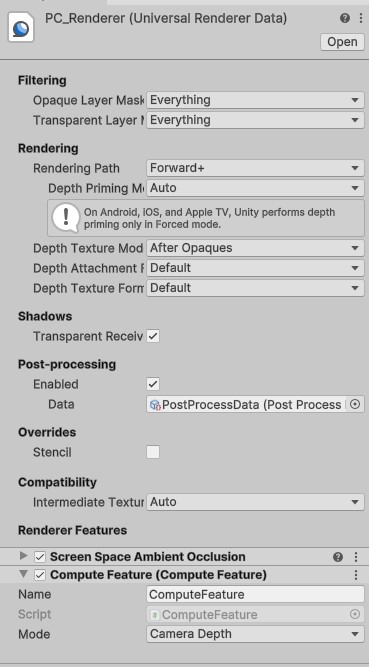 PC_Renderer (Universal Renderer Data)
Open
Filtering
Opaque Layer Mask Everything
Transparent Layer M Everything
Rendering
Rendering Path Forward+
Depth Priming Mo Auto
On Android, iOS, and Apple TV, Unity performs depth
priming only in Forced mode.
Depth Texture Mod After Opaques
Depth Attachment F Default
Depth Texture Form Default
Shadows
Transparent Receiv
Post-processing
Enabled
Data PostProcessData (Post Process
Overrides
Stencil
Compatibility
Intermediate Textur Auto
Renderer Features
Screen Space Ambient Occlusion
Compute Feature (Compute Feature)
Name ComputeFeature
Script ComputeFeature
Mode Camera Depth